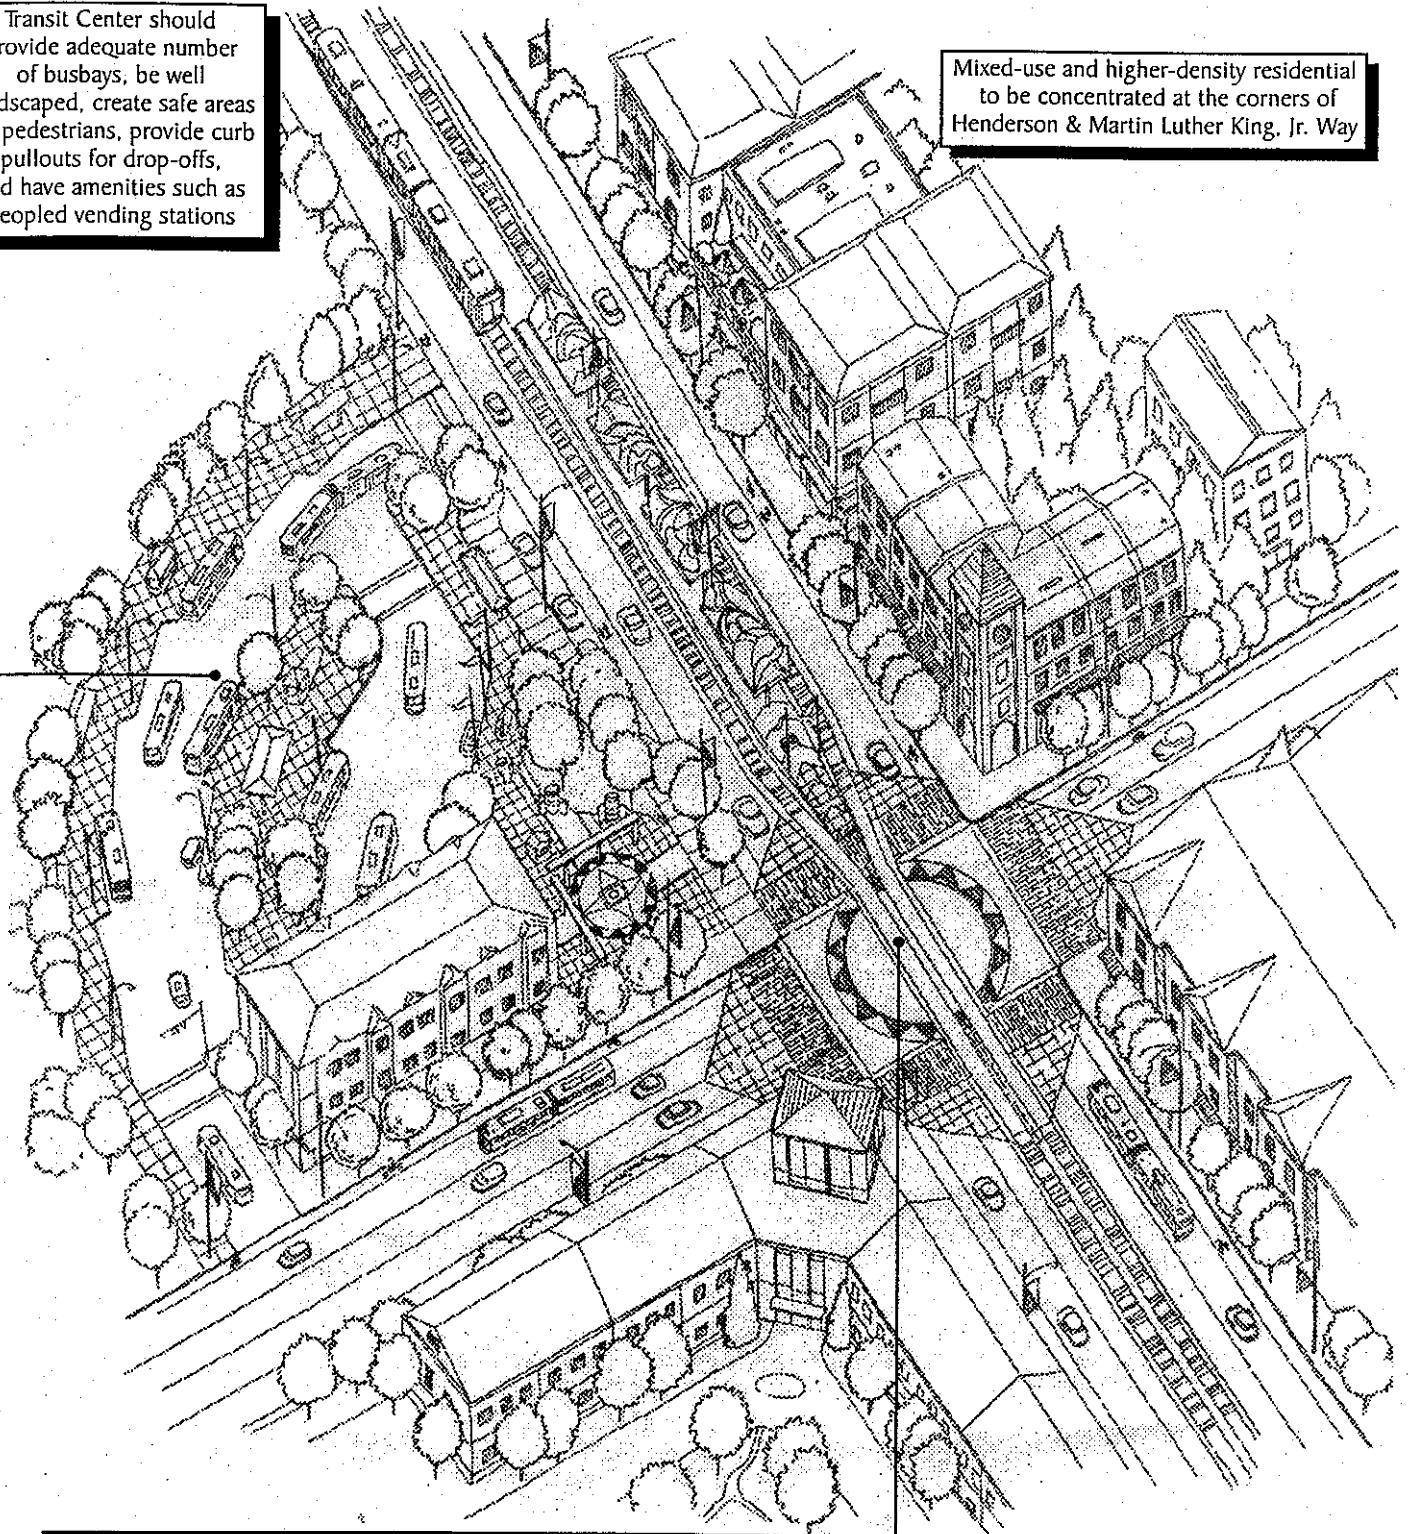 Transit Center should
rovide adequate number
of busbays, be well
dscaped, create safe areas
pedestrians, provide curb
pullouts for drop-offs,
d have amenities such as
eopled vending stations
Mixed-use and higher-density residential
to be concentrated at the corners of
Henderson & Martin Luther King, Jr. Way